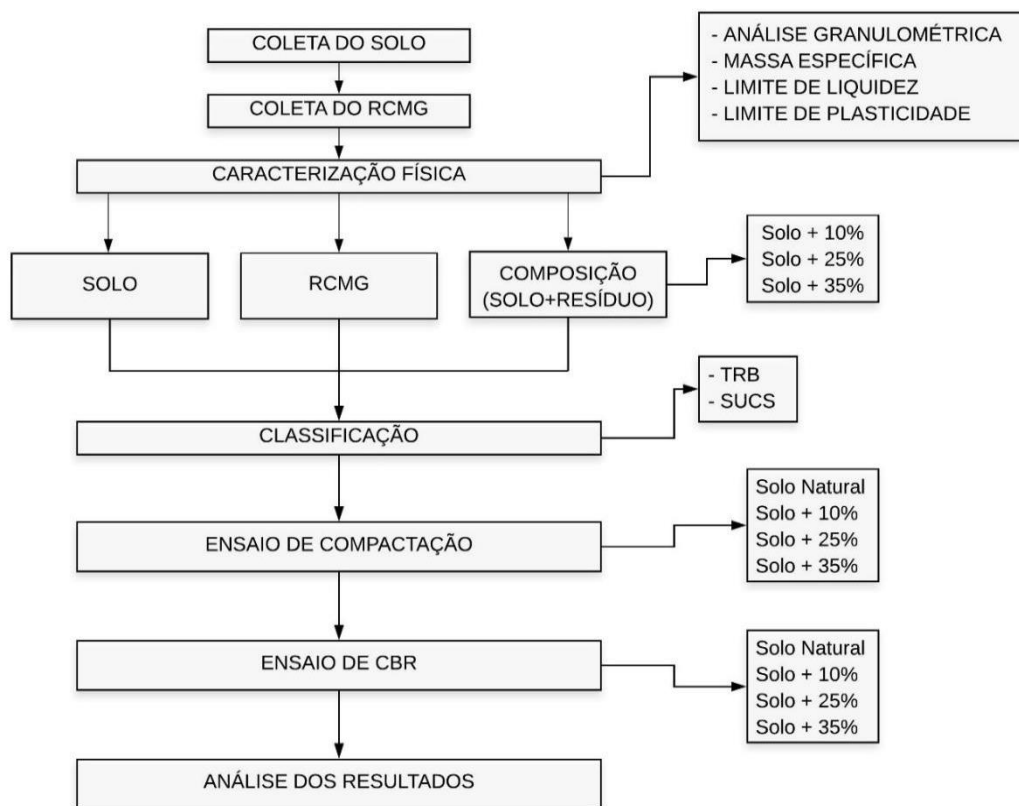 COLETA DO SOLO
- ANÁLISE GRANULOMÉTRICA
- MASSA ESPECÍFICA
- LIMITE DE LIQUIDEZ
- LIMITE DE PLASTICIDADE
COLETA DO RCMG
CARACTERIZAÇÃO FÍSICA
SOLO
RCMG
COMPOSIÇÃO
(SOLO+RESÍDUO)
Solo + 10%
Solo + 25%
Solo + 35%
- TRB
- SUCS
CLASSIFICAÇÃO
ENSAIO DE COMPACTAÇÃO
Solo Natural
Solo + 10%
Solo + 25%
Solo + 35%
ENSAIO DE CBR
Solo Natural
Solo + 10%
Solo + 25%
Solo + 35%
ANÁLISE DOS RESULTADOS